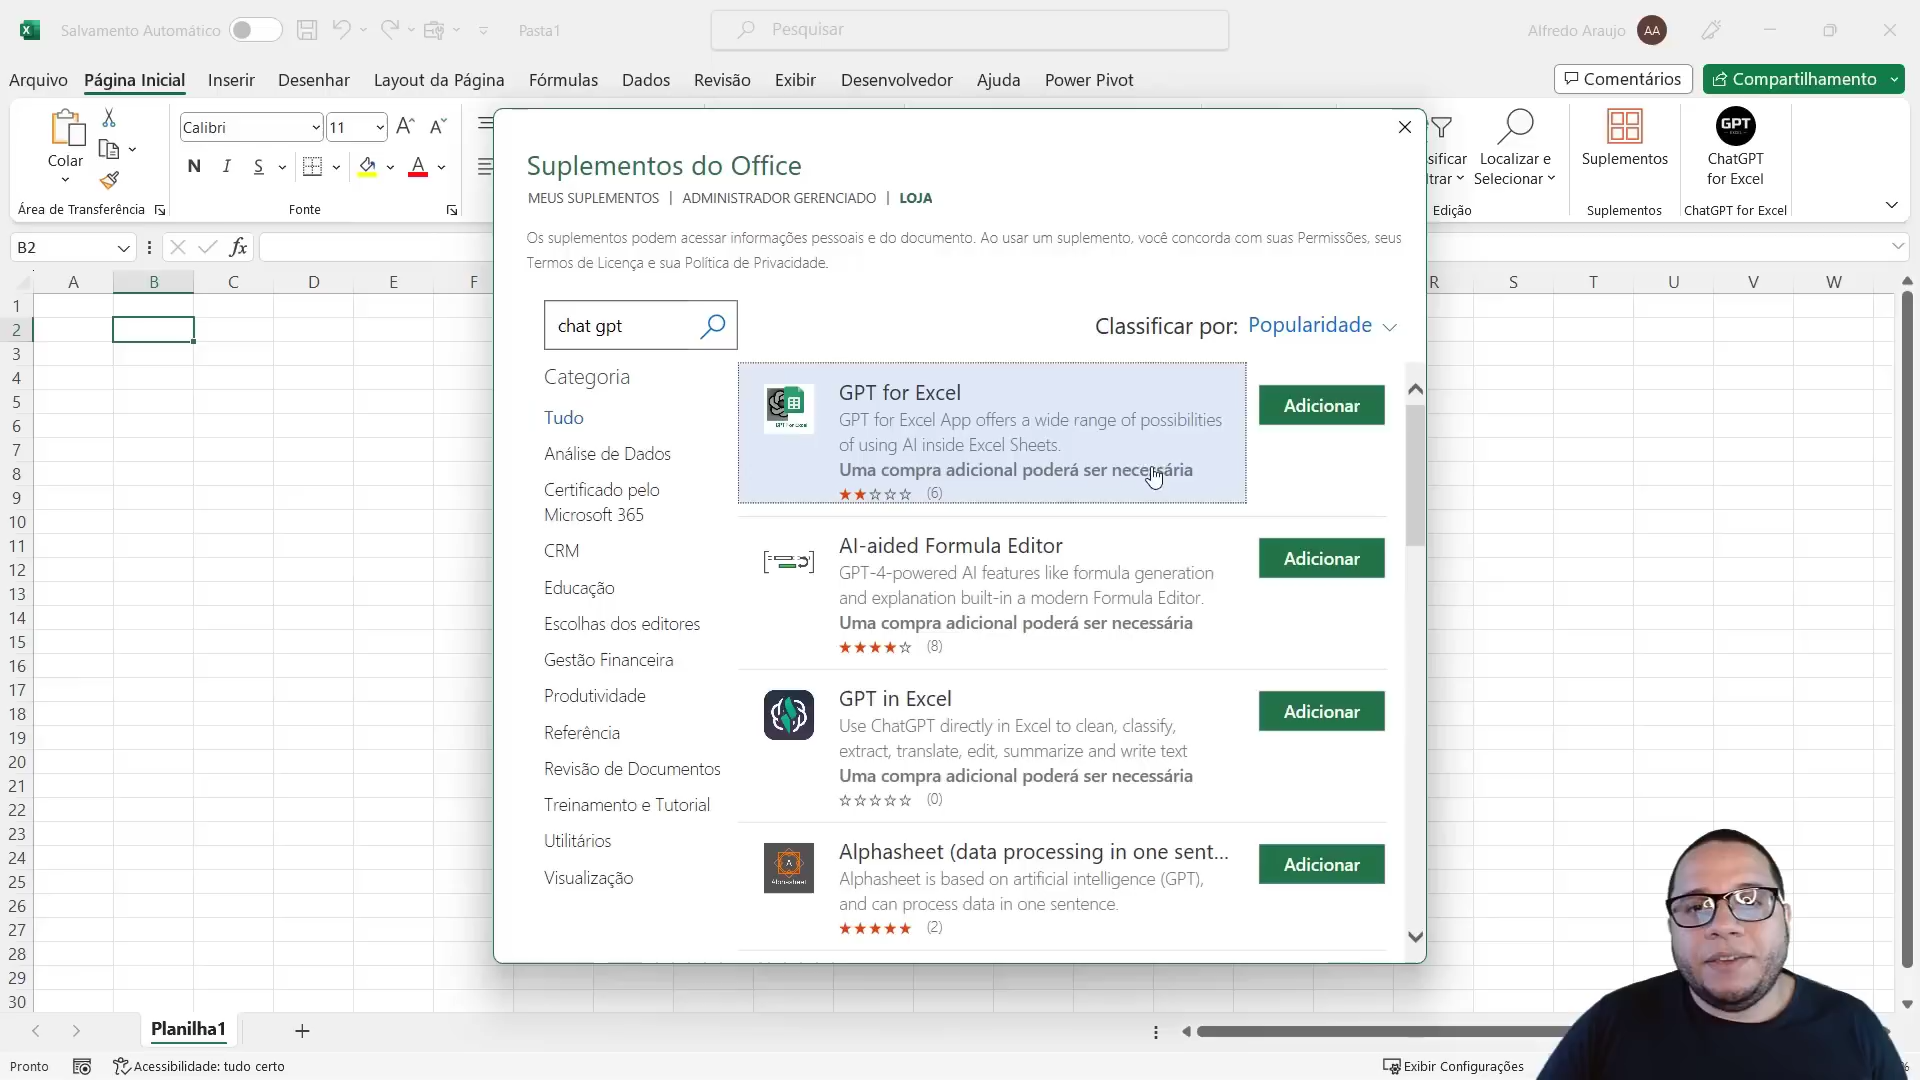 Salvamento Automático
Pasta1
Pesquisar
Alfredo Araujo
AA
Arquivo
Página Inicial
Inserir
Desenhar
Layout da Página
Fórmulas
Dados
Revisão
Exibir
Desenvolvedor
Ajuda
Power Pivot
Comentários
Compartilhamento
Colar
Calibri
11
N I S
Área de Transferência
Fonte
Localizar e
Selecionar
Edição
Suplementos
Suplementos
GPT
ChatGPT
for Excel
ChatGPT for Excel
B2
fx
A B C D E F R S T U V W
1
2
3
4
5
6
7
8
9
10
11
12
13
14
15
16
17
18
19
20
21
22
23
24
25
26
27
28
29
30
Suplementos do Office
MEUS SUPLEMENTOS | ADMINISTRADOR GERENCIADO | LOJA
Os suplementos podem acessar informações pessoais e do documento. Ao usar um suplemento, você concorda com suas Permissões, seus
Termos de Licença e sua Política de Privacidade.
chat gpt
Classificar por: Popularidade
Categoria
Tudo
Análise de Dados
Certificado pelo
Microsoft 365
CRM
Educação
Escolhas dos editores
Gestão Financeira
Produtividade
Referência
Revisão de Documentos
Treinamento e Tutorial
Utilitários
Visualização
GPT for Excel
GPT for Excel App offers a wide range of possibilities
of using AI inside Excel Sheets.
Uma compra adicional poderá ser necessária
(6)
Adicionar
AI-aided Formula Editor
GPT-4-powered AI features like formula generation
and explanation built-in a modern Formula Editor.
Uma compra adicional poderá ser necessária
(8)
Adicionar
GPT in Excel
Use ChatGPT directly in Excel to clean, classify,
extract, translate, edit, summarize and write text
Uma compra adicional poderá ser necessária
(0)
Adicionar
Alphasheet (data processing in one sent...
Alphasheet is based on artificial intelligence (GPT),
and can process data in one sentence.
(2)
Adicionar
Planilha1
Pronto
Acessibilidade: tudo certo
Exibir Configurações